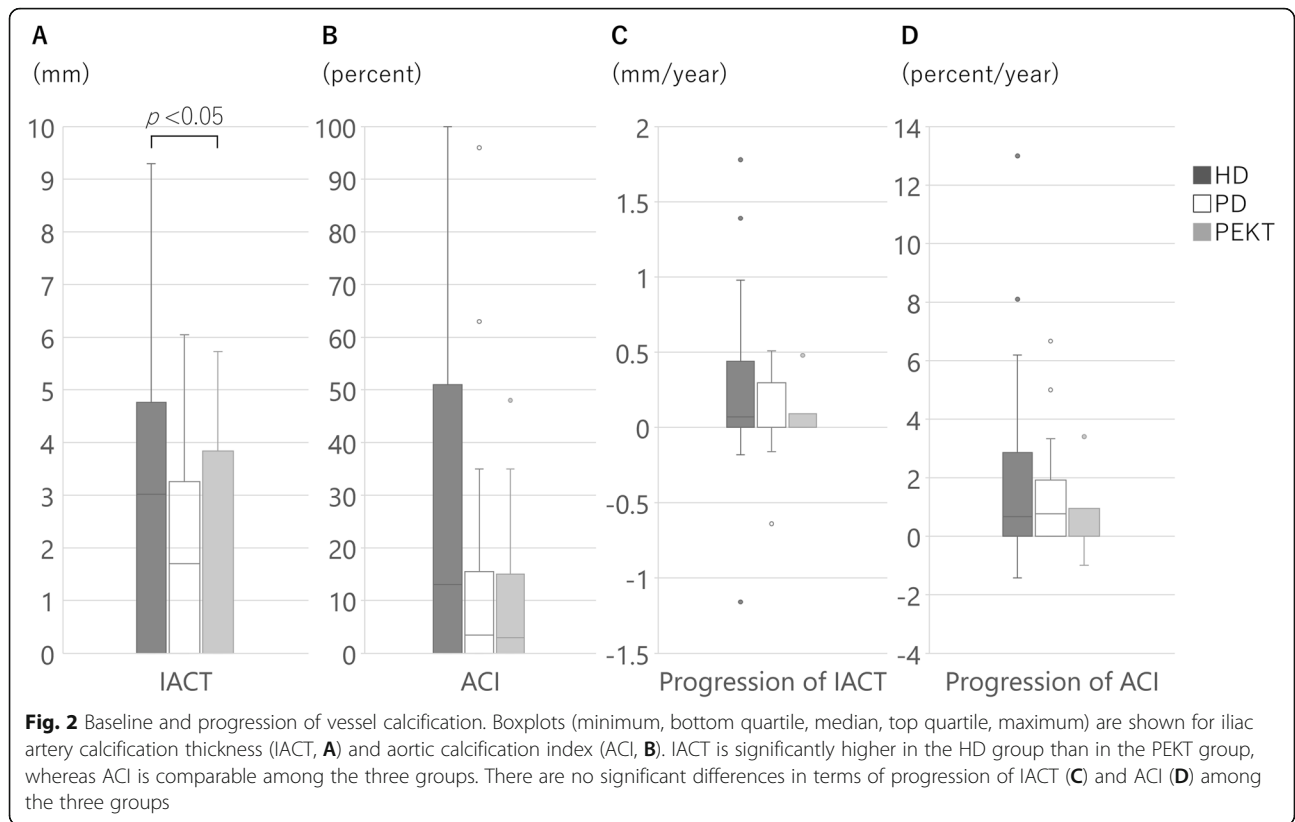 A
(mm)
p <0.05
10
9
8
7
6
5
4
3
2
1
0
IACT
B
(percent)
100
90
80
70
60
50
40
30
20
10
0
ACI
C
(mm/year)
2
1.5
1
0.5
0
-0.5
-1
-1.5
Progression of IACT
D
(percent/year)
14
12
10
8
6
4
2
0
-2
-4
Progression of ACI
HD
PD
PEKT
Fig. 2 Baseline and progression of vessel calcification. Boxplots (minimum, bottom quartile, median, top quartile, maximum) are shown for iliac
artery calcification thickness (IACT, A) and aortic calcification index (ACI, B). IACT is significantly higher in the HD group than in the PEKT group,
whereas ACI is comparable among the three groups. There are no significant differences in terms of progression of IACT (C) and ACI (D) among
the three groups